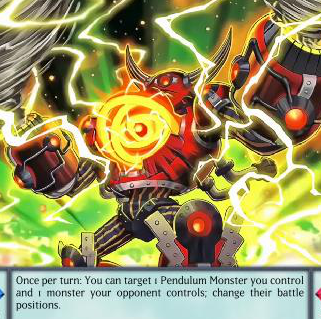 Once per turn: You can target 1 Pendulum Monster you control
and 1 monster your opponent controls; change their battle
positions.